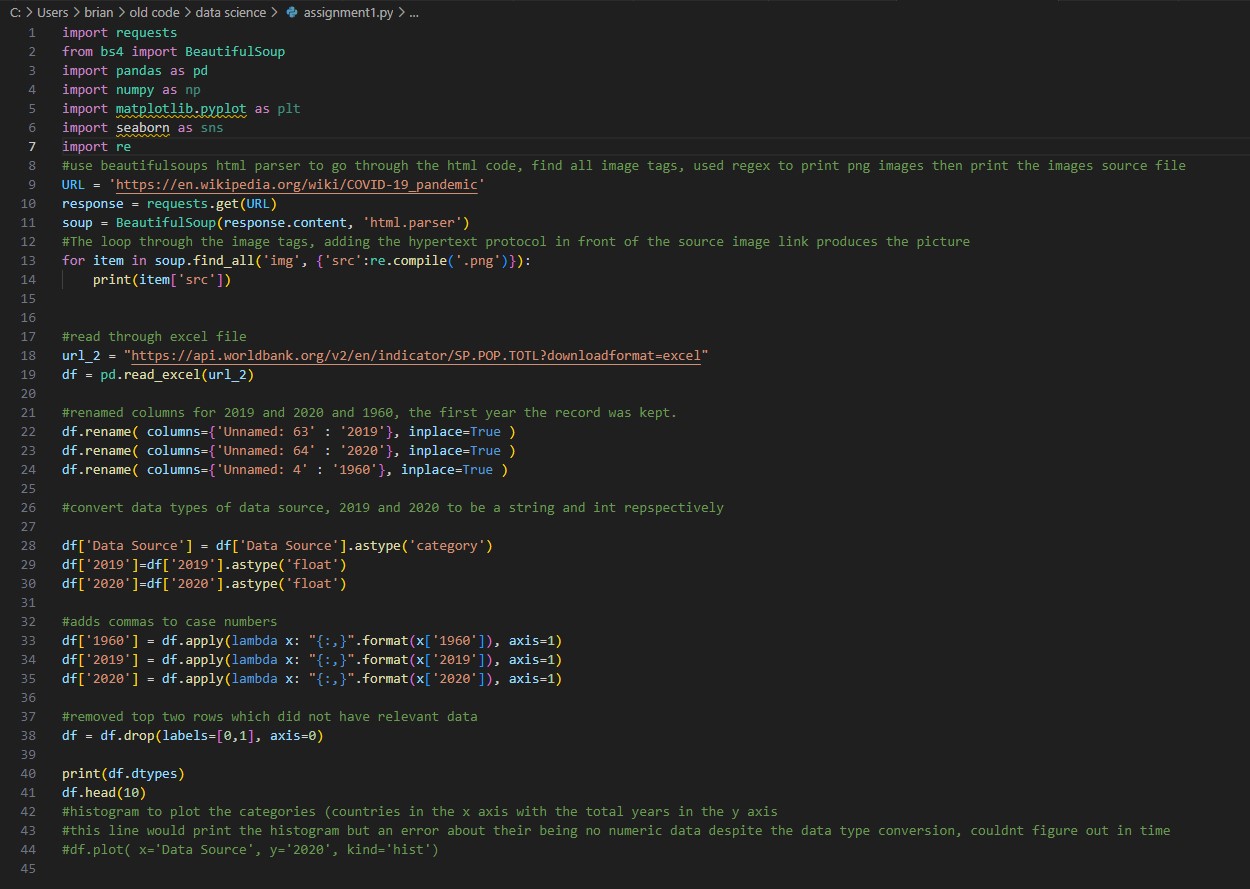 C: > Users > brian > old code > data science > assignment1.py > ...
1 import requests
2 from bs4 import BeautifulSoup
3 import pandas as pd
4 import numpy as np
5 import matplotlib.pyplot as plt
6 import seaborn as sns
7 import re
8 #use beautifulsoups html parser to go through the html code, find all image tags, used regex to print png images then print the images source file
9 URL = 'https://en.wikipedia.org/wiki/COVID-19_pandemic'
10 response = requests.get(URL)
11 soup = BeautifulSoup(response.content, 'html.parser')
12 #The loop through the image tags, adding the hypertext protocol in front of the source image link produces the picture
13 for item in soup.find_all('img', {'src':re.compile('.png')}):
14     print(item['src'])
15
16
17 #read through excel file
18 url_2 = "https://api.worldbank.org/v2/en/indicator/SP.POP.TOTL?downloadformat=excel"
19 df = pd.read_excel(url_2)
20
21 #renamed columns for 2019 and 2020 and 1960, the first year the record was kept.
22 df.rename( columns={'Unnamed: 63' : '2019'}, inplace=True )
23 df.rename( columns={'Unnamed: 64' : '2020'}, inplace=True )
24 df.rename( columns={'Unnamed: 4' : '1960'}, inplace=True )
25
26 #convert data types of data source, 2019 and 2020 to be a string and int repspectively
27
28 df['Data Source'] = df['Data Source'].astype('category')
29 df['2019']=df['2019'].astype('float')
30 df['2020']=df['2020'].astype('float')
31
32 #adds commas to case numbers
33 df['1960'] = df.apply(lambda x: "{:,}".format(x['1960']), axis=1)
34 df['2019'] = df.apply(lambda x: "{:,}".format(x['2019']), axis=1)
35 df['2020'] = df.apply(lambda x: "{:,}".format(x['2020']), axis=1)
36
37 #removed top two rows which did not have relevant data
38 df = df.drop(labels=[0,1], axis=0)
39
40 print(df.dtypes)
41 df.head(10)
42 #histogram to plot the categories (countries in the x axis with the total years in the y axis
43 #this line would print the histogram but an error about their being no numeric data despite the data type conversion, couldnt figure out in time
44 #df.plot( x='Data Source', y='2020', kind='hist')
45